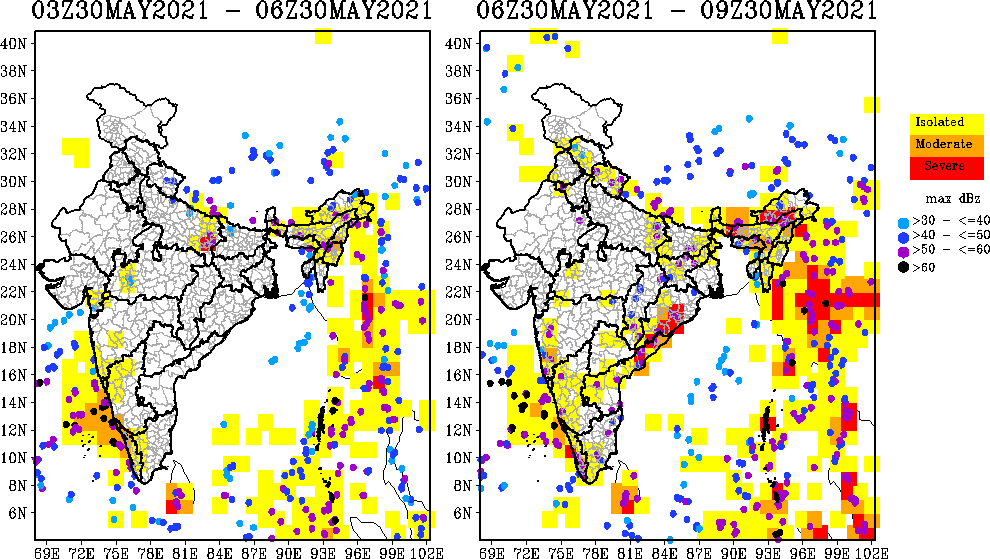 03Z30MAY2021 - 06Z30MAY2021
06Z30MAY2021 - 09Z30MAY2021
40N
38N
36N
34N
32N
30N
28N
26N
24N
22N
20N
18N
16N
14N
12N
10N
8N
6N
69E 72E 75E 78E 81E 84E 87E 90E 93E 96E 99E 102E
40N
38N
36N
34N
32N
30N
28N
26N
24N
22N
20N
18N
16N
14N
12N
10N
8N
6N
69E 72E 75E 78E 81E 84E 87E 90E 93E 96E 99E 102E
Isolated
Moderate
Severe
max dBz
>30 - <=40
>40 - <=50
>50 - <=60
>60